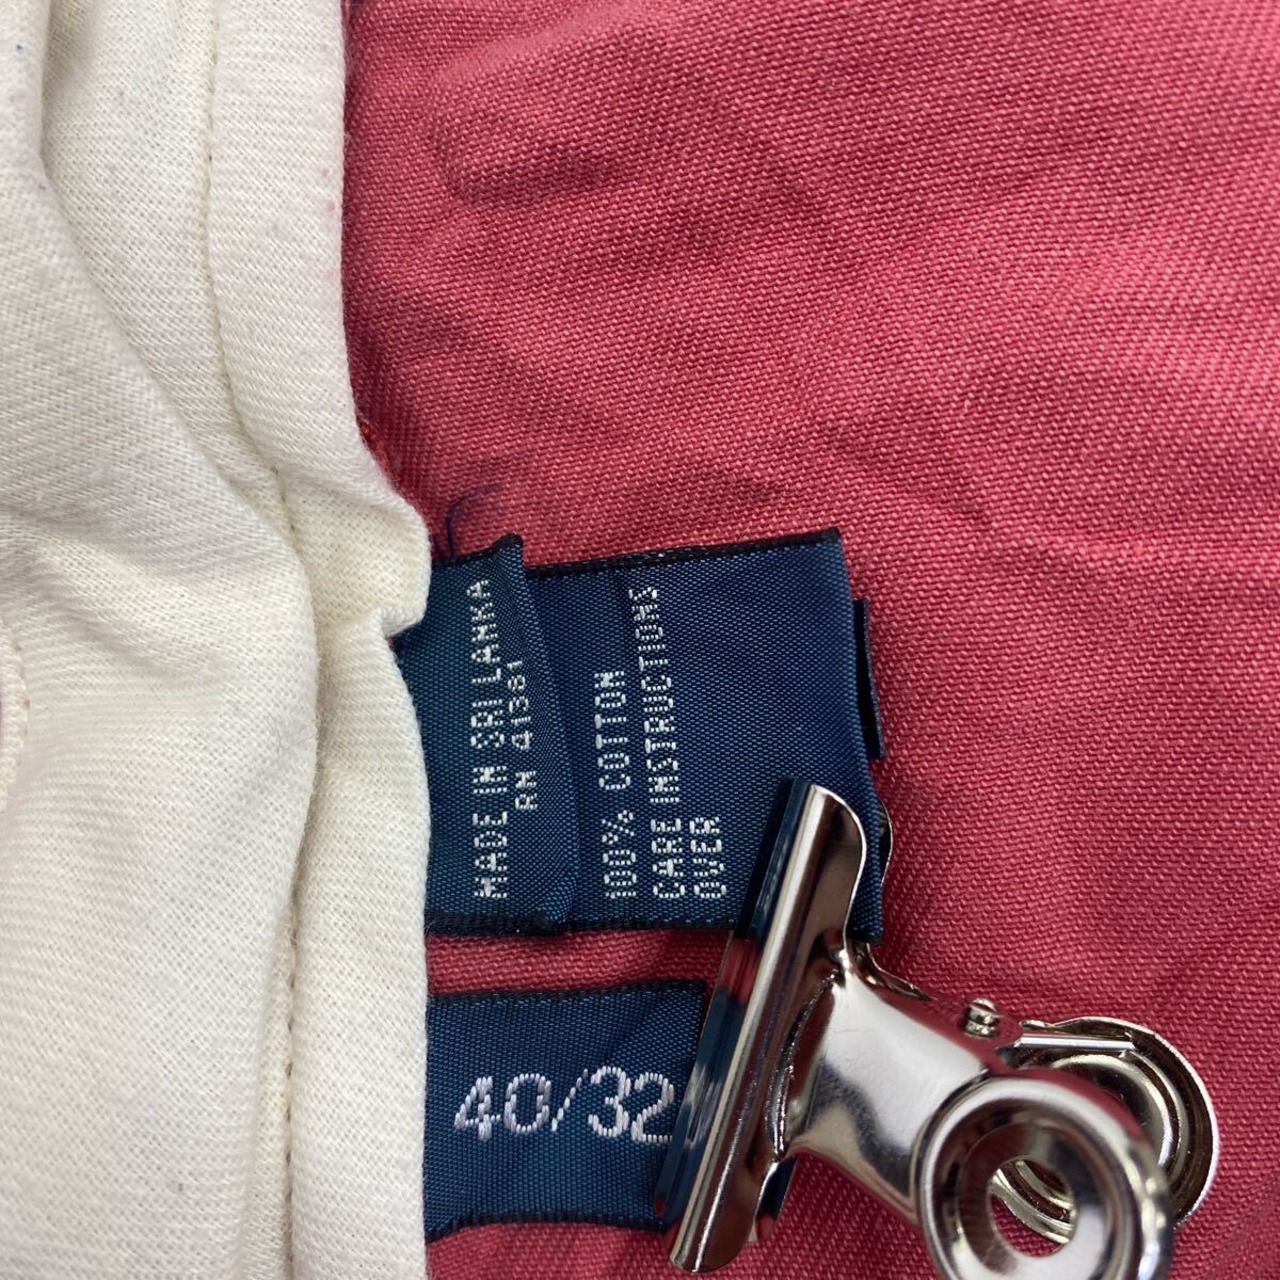 MADE IN SRI LANKA
RN 41381
100% COTTON
CARE INSTRUCTIONS
OVER
40/32